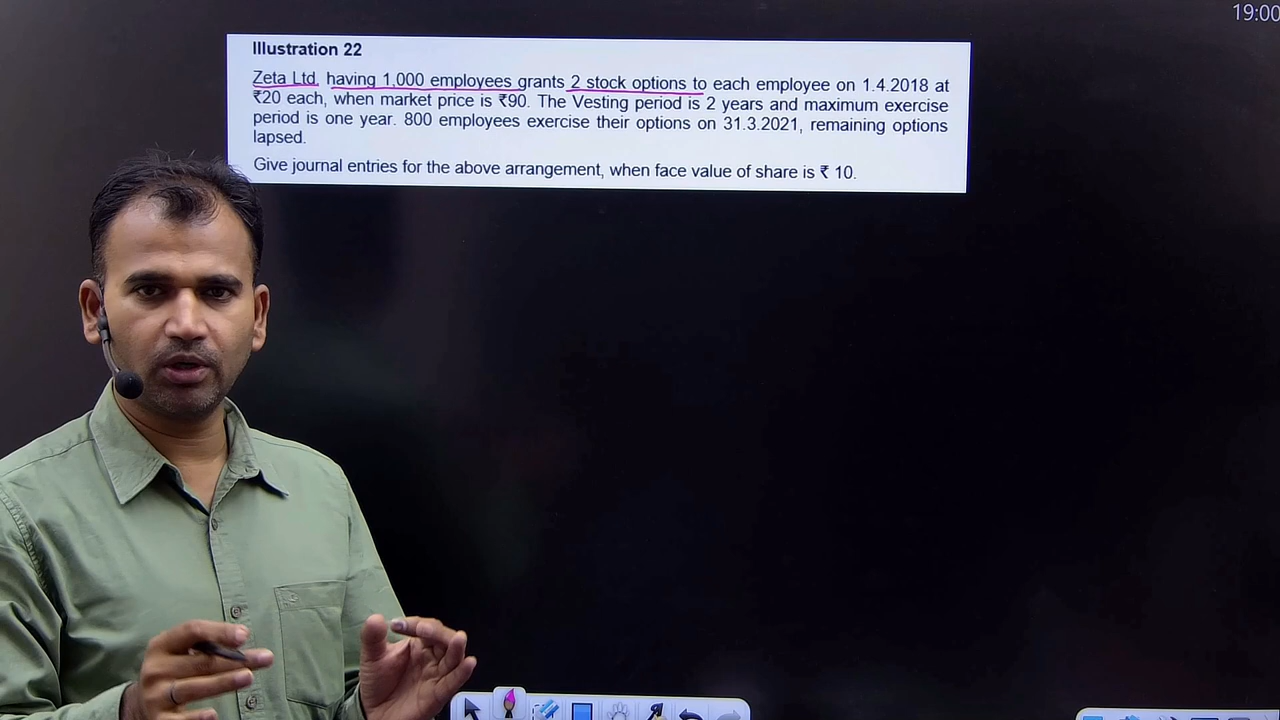 19:00
Illustration 22
Zeta Ltd. having 1,000 employees grants 2 stock options to each employee on 1.4.2018 at
₹20 each, when market price is ₹90. The Vesting period is 2 years and maximum exercise
period is one year. 800 employees exercise their options on 31.3.2021, remaining options
lapsed.
Give journal entries for the above arrangement, when face value of share is ₹ 10.